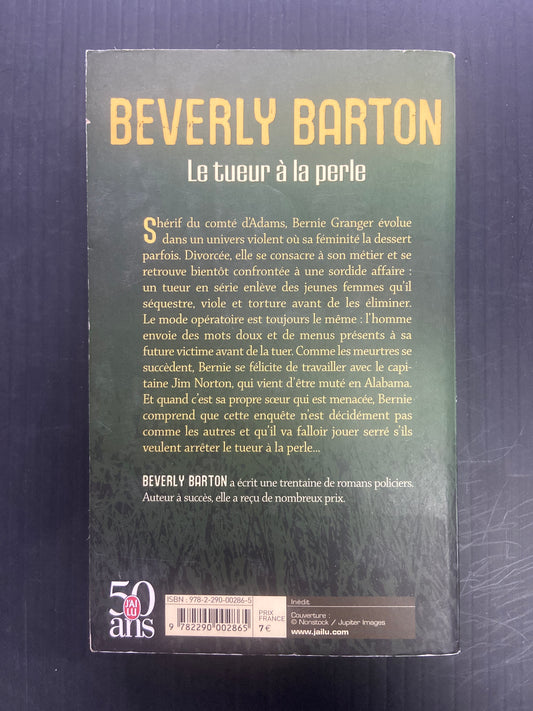 BEVERLY BARTON
Le tueur à la perle
Shérif du comté d'Adams, Bernie Granger évolue
dans un univers violent où sa féminité la dessert
parfois. Divorcée, elle se consacre à son métier et se
retrouve bientôt confrontée à une sordide affaire :
un tueur en série enlève des jeunes femmes qu'il
séquestre, viole et torture avant de les éliminer.
Le mode opératoire est toujours le même : l'homme
envoie des mots doux et de menus présents à sa
future victime avant de la tuer. Comme les meurtres se
succèdent, Bernie se félicite de travailler avec le capi-
taine Jim Norton, qui vient d'être muté en Alabama.
Et quand c'est sa propre sœur qui est menacée, Bernie
comprend que cette enquête n'est décidément pas
comme les autres et qu'il va falloir jouer serré s'ils
veulent arrêter le tueur à la perle...
BEVERLY BARTON a écrit une trentaine de romans policiers.
Auteur à succès, elle a reçu de nombreux prix.
50
J'AI
LU
ans
ISBN : 978-2-290-00286-5
9 782290 002865
PRIX
FRANCE
7 €
Inédit
Couverture :
© Nonstock / Jupiter Images
www.jailu.com